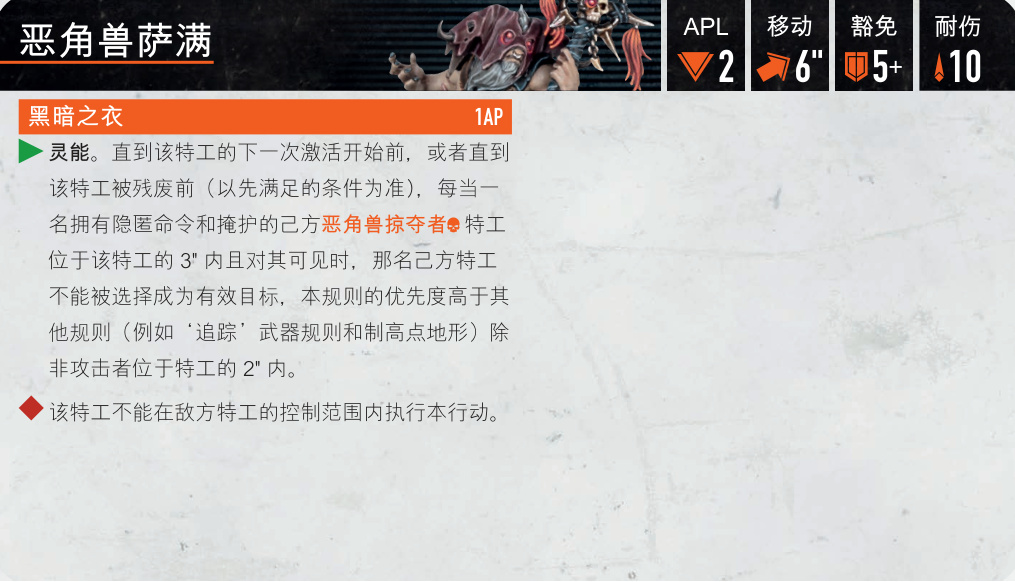 恶角兽萨满
APL
2
移动
6"
豁免
5+
耐伤
10
黑暗之衣 1AP
灵能。直到该特工的下一次激活开始前，或者直到
该特工被残废前（以先满足的条件为准），每当一
名拥有隐匿命令和掩护的己方恶角兽掠夺者特工
位于该特工的 3" 内且对其可见时，那名己方特工
不能被选择成为有效目标，本规则的优先度高于其
他规则（例如‘追踪’武器规则和制高点地形）除
非攻击者位于特工的 2" 内。
该特工不能在敌方特工的控制范围内执行本行动。